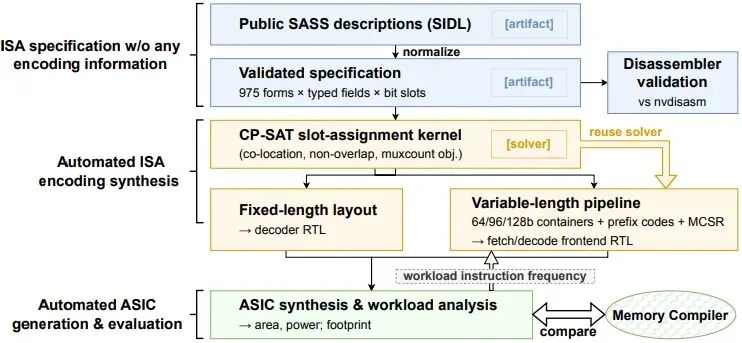 ISA specification w/o any
encoding information
Public SASS descriptions (SIDL)
[artifact]
normalize
Validated specification
975 forms × typed fields × bit slots
[artifact]
Disassembler
validation
vs nvdisasm
Automated ISA
encoding synthesis
CP-SAT slot-assignment kernel
(co-location, non-overlap, muxcount obj.)
[solver]
reuse solver
Fixed-length layout
→ decoder RTL
Variable-length pipeline
64/96/128b containers + prefix codes + MCSR
→ fetch/decode frontend RTL
workload instruction frequency
Automated ASIC
generation & evaluation
ASIC synthesis & workload analysis
→ area, power; footprint
compare
Memory Compiler